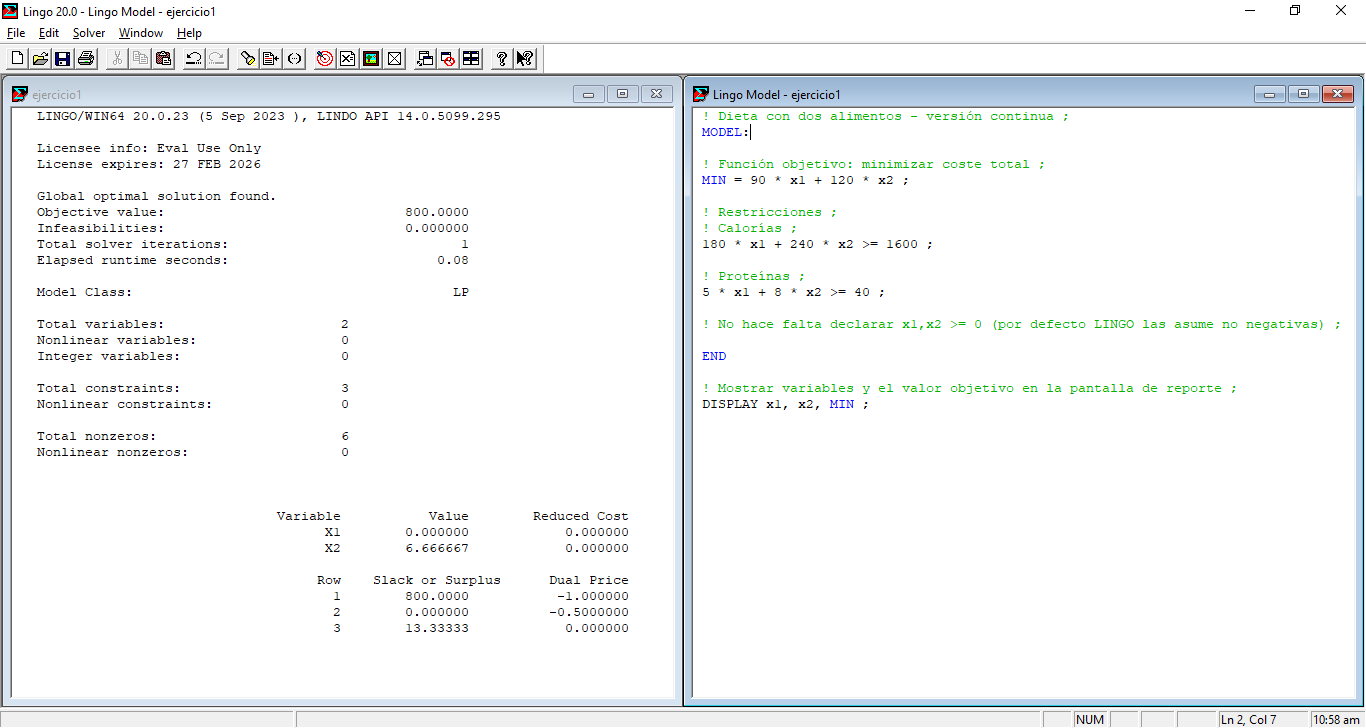 Lingo 20.0 - Lingo Model - ejercicio1
File Edit Solver Window Help
ejercicio1
LINGO/WIN64 20.0.23 (5 Sep 2023 ), LINDO API 14.0.5099.295
Licensee info: Eval Use Only
License expires: 27 FEB 2026
Global optimal solution found.
Objective value: 800.0000
Infeasibilities: 0.000000
Total solver iterations: 1
Elapsed runtime seconds: 0.08
Model Class: LP
Total variables: 2
Nonlinear variables: 0
Integer variables: 0
Total constraints: 3
Nonlinear constraints: 0
Total nonzeros: 6
Nonlinear nonzeros: 0
Variable Value Reduced Cost
X1 0.000000 0.000000
X2 6.666667 0.000000
Row Slack or Surplus Dual Price
1 800.0000 -1.000000
2 0.000000 -0.5000000
3 13.33333 0.000000
Lingo Model - ejercicio1
! Dieta con dos alimentos - versión continua ;
MODEL:
! Función objetivo: minimizar coste total ;
MIN = 90 * x1 + 120 * x2 ;
! Restricciones ;
! Calorías ;
180 * x1 + 240 * x2 >= 1600 ;
! Proteínas ;
5 * x1 + 8 * x2 >= 40 ;
! No hace falta declarar x1,x2 >= 0 (por defecto LINGO las asume no negativas) ;
END
! Mostrar variables y el valor objetivo en la pantalla de reporte ;
DISPLAY x1, x2, MIN ;
NUM Ln 2, Col 7 10:58 am